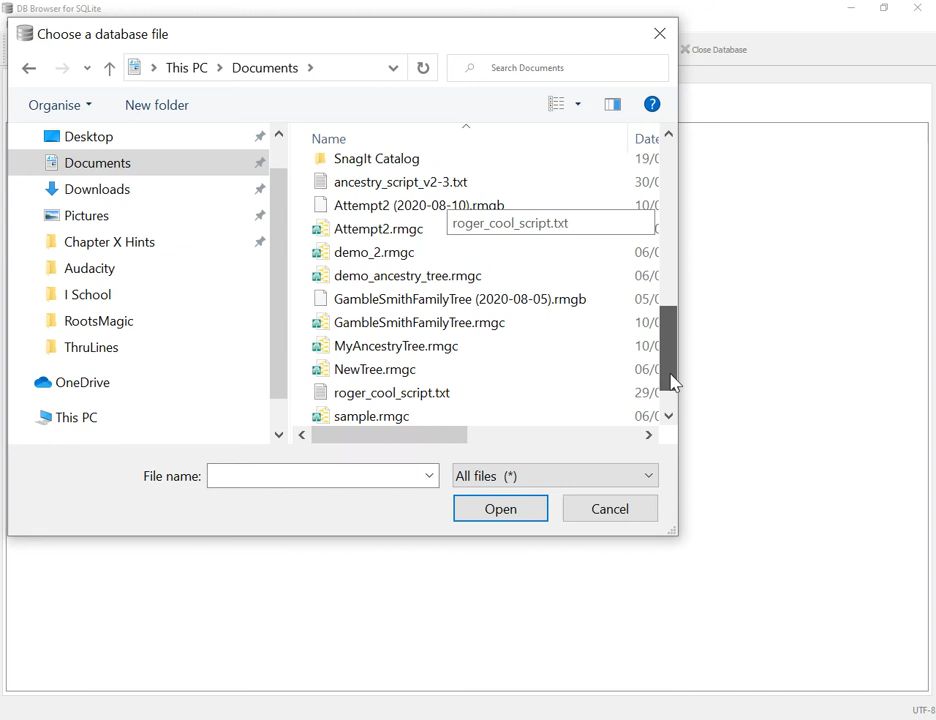 DB Browser for SQLite
Choose a database file
This PC
Documents
Search Documents
Close Database
Organise
New folder
Desktop
Documents
Downloads
Pictures
Chapter X Hints
Audacity
I School
RootsMagic
ThruLines
OneDrive
This PC
Name
Date
SnagIt Catalog
19/0
ancestry_script_v2-3.txt
30/0
Attempt2 (2020-08-10).rmgb
10/0
roger_cool_script.txt
Attempt2.rmgc
demo_2.rmgc
06/0
demo_ancestry_tree.rmgc
06/0
GambleSmithFamilyTree (2020-08-05).rmgb
05/0
GambleSmithFamilyTree.rmgc
10/0
MyAncestryTree.rmgc
10/0
NewTree.rmgc
06/0
roger_cool_script.txt
29/0
sample.rmgc
06/0
File name:
All files (*)
Open
Cancel
UTF-8